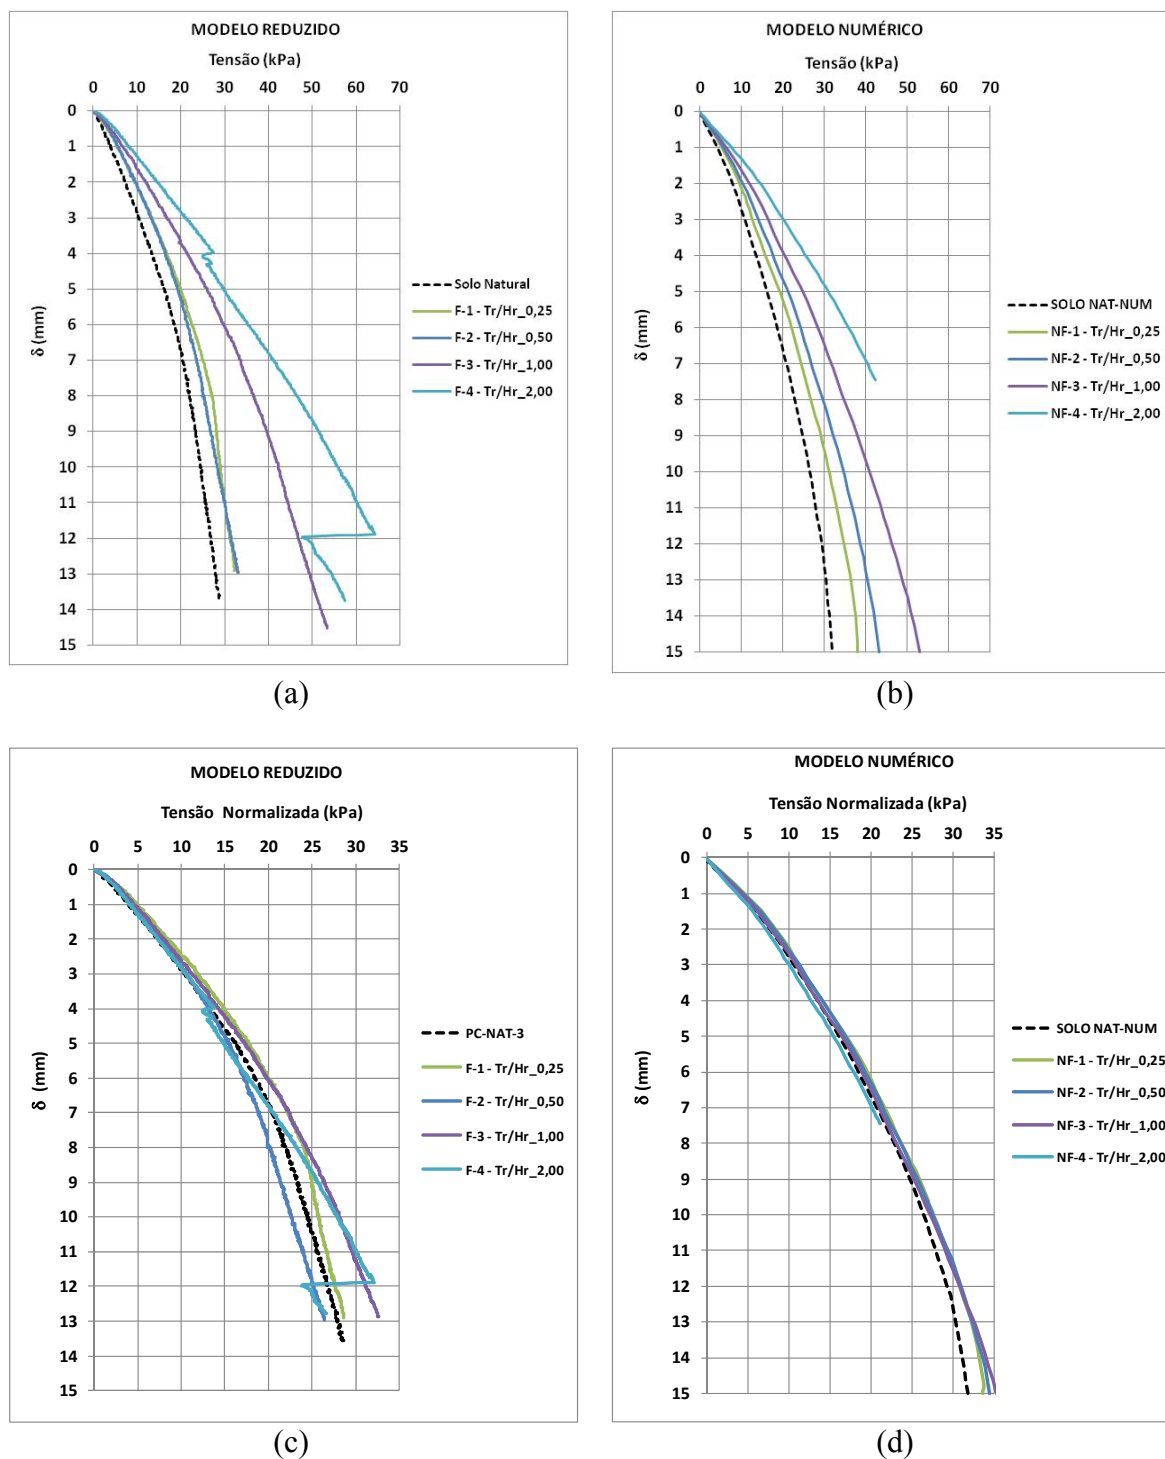 MODELO REDUZIDO
Tensão (kPa)
0 10 20 30 40 50 60 70
0
1
2
3
4
5
6
7
8
9
10
11
12
13
14
15
δ (mm)
Solo Natural
F-1 - Tr/Hr_0,25
F-2 - Tr/Hr_0,50
F-3 - Tr/Hr_1,00
F-4 - Tr/Hr_2,00
(a)
MODELO NUMÉRICO
Tensão (kPa)
0 10 20 30 40 50 60 70
0
1
2
3
4
5
6
7
8
9
10
11
12
13
14
15
δ (mm)
SOLO NAT-NUM
NF-1 - Tr/Hr_0,25
NF-2 - Tr/Hr_0,50
NF-3 - Tr/Hr_1,00
NF-4 - Tr/Hr_2,00
(b)
MODELO REDUZIDO
Tensão Normalizada (kPa)
0 5 10 15 20 25 30 35
0
1
2
3
4
5
6
7
8
9
10
11
12
13
14
15
δ (mm)
PC-NAT-3
F-1 - Tr/Hr_0,25
F-2 - Tr/Hr_0,50
F-3 - Tr/Hr_1,00
F-4 - Tr/Hr_2,00
(c)
MODELO NUMÉRICO
Tensão Normalizada (kPa)
0 5 10 15 20 25 30 35
0
1
2
3
4
5
6
7
8
9
10
11
12
13
14
15
δ (mm)
SOLO NAT-NUM
NF-1 - Tr/Hr_0,25
NF-2 - Tr/Hr_0,50
NF-3 - Tr/Hr_1,00
NF-4 - Tr/Hr_2,00
(d)